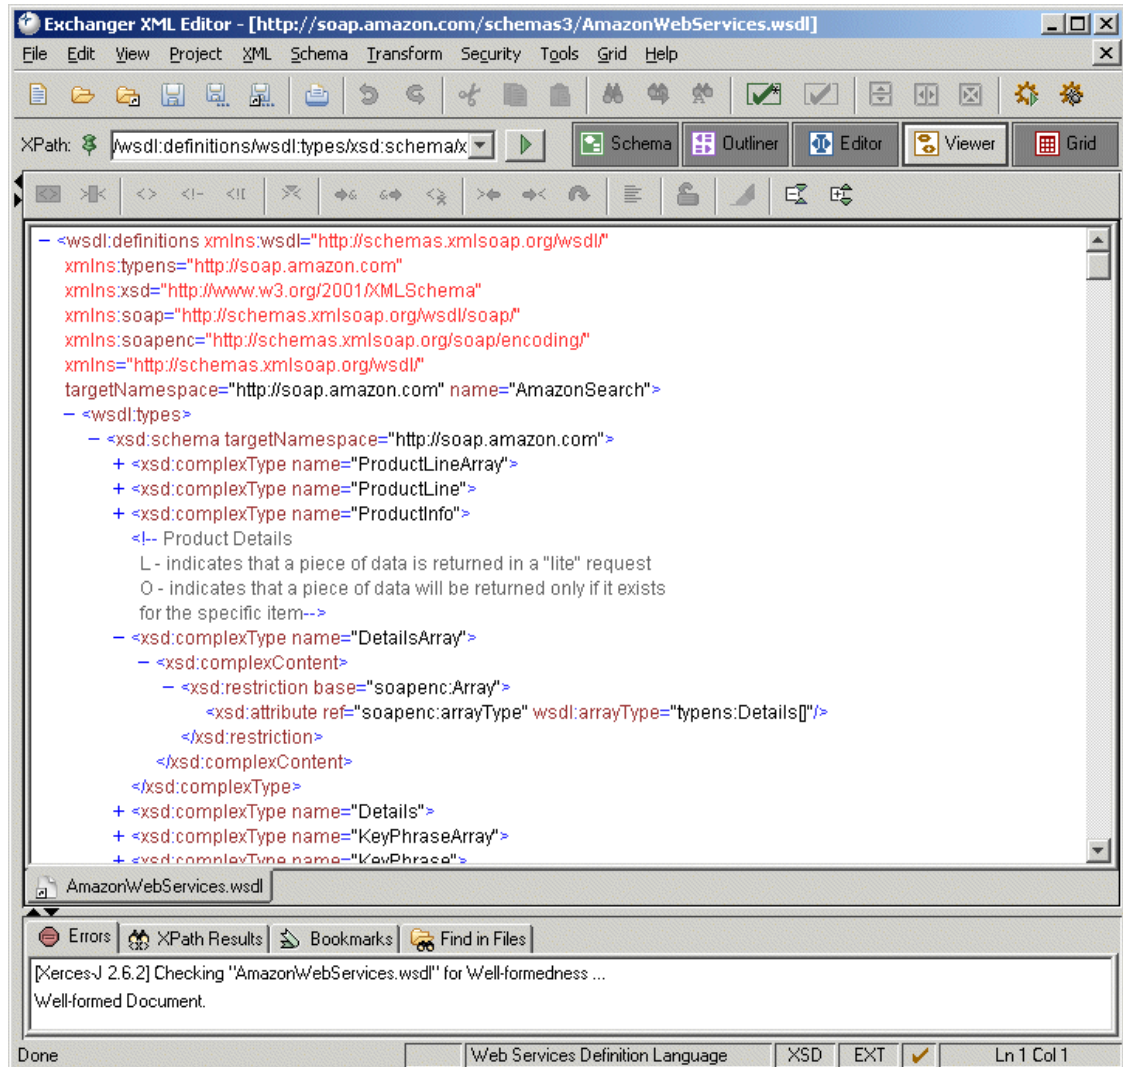 Exchanger XML Editor - [http://soap.amazon.com/schemas3/AmazonWebServices.wsdl]
File Edit View Project XML Schema Transform Security Tools Grid Help
XPath: /wsdl:definitions/wsdl:types/xsd:schema/x Schema Outliner Editor Viewer Grid
− <wsdl:definitions xmlns:wsdl="http://schemas.xmlsoap.org/wsdl/"
xmlns:typens="http://soap.amazon.com"
xmlns:xsd="http://www.w3.org/2001/XMLSchema"
xmlns:soap="http://schemas.xmlsoap.org/wsdl/soap/"
xmlns:soapenc="http://schemas.xmlsoap.org/soap/encoding/"
xmlns="http://schemas.xmlsoap.org/wsdl/"
targetNamespace="http://soap.amazon.com" name="AmazonSearch">
− <wsdl:types>
− <xsd:schema targetNamespace="http://soap.amazon.com">
+ <xsd:complexType name="ProductLineArray">
+ <xsd:complexType name="ProductLine">
+ <xsd:complexType name="ProductInfo">
<!-- Product Details
L - indicates that a piece of data is returned in a "lite" request
O - indicates that a piece of data will be returned only if it exists
for the specific item-->
− <xsd:complexType name="DetailsArray">
− <xsd:complexContent>
− <xsd:restriction base="soapenc:Array">
<xsd:attribute ref="soapenc:arrayType" wsdl:arrayType="typens:Details[]"/>
</xsd:restriction>
</xsd:complexContent>
</xsd:complexType>
+ <xsd:complexType name="Details">
+ <xsd:complexType name="KeyPhraseArray">
+ <xsd:complexType name="KeyPhrase">
AmazonWebServices.wsdl
Errors XPath Results Bookmarks Find in Files
[Xerces-J 2.6.2] Checking "AmazonWebServices.wsdl" for Well-formedness ...
Well-formed Document.
Done Web Services Definition Language XSD EXT Ln 1 Col 1